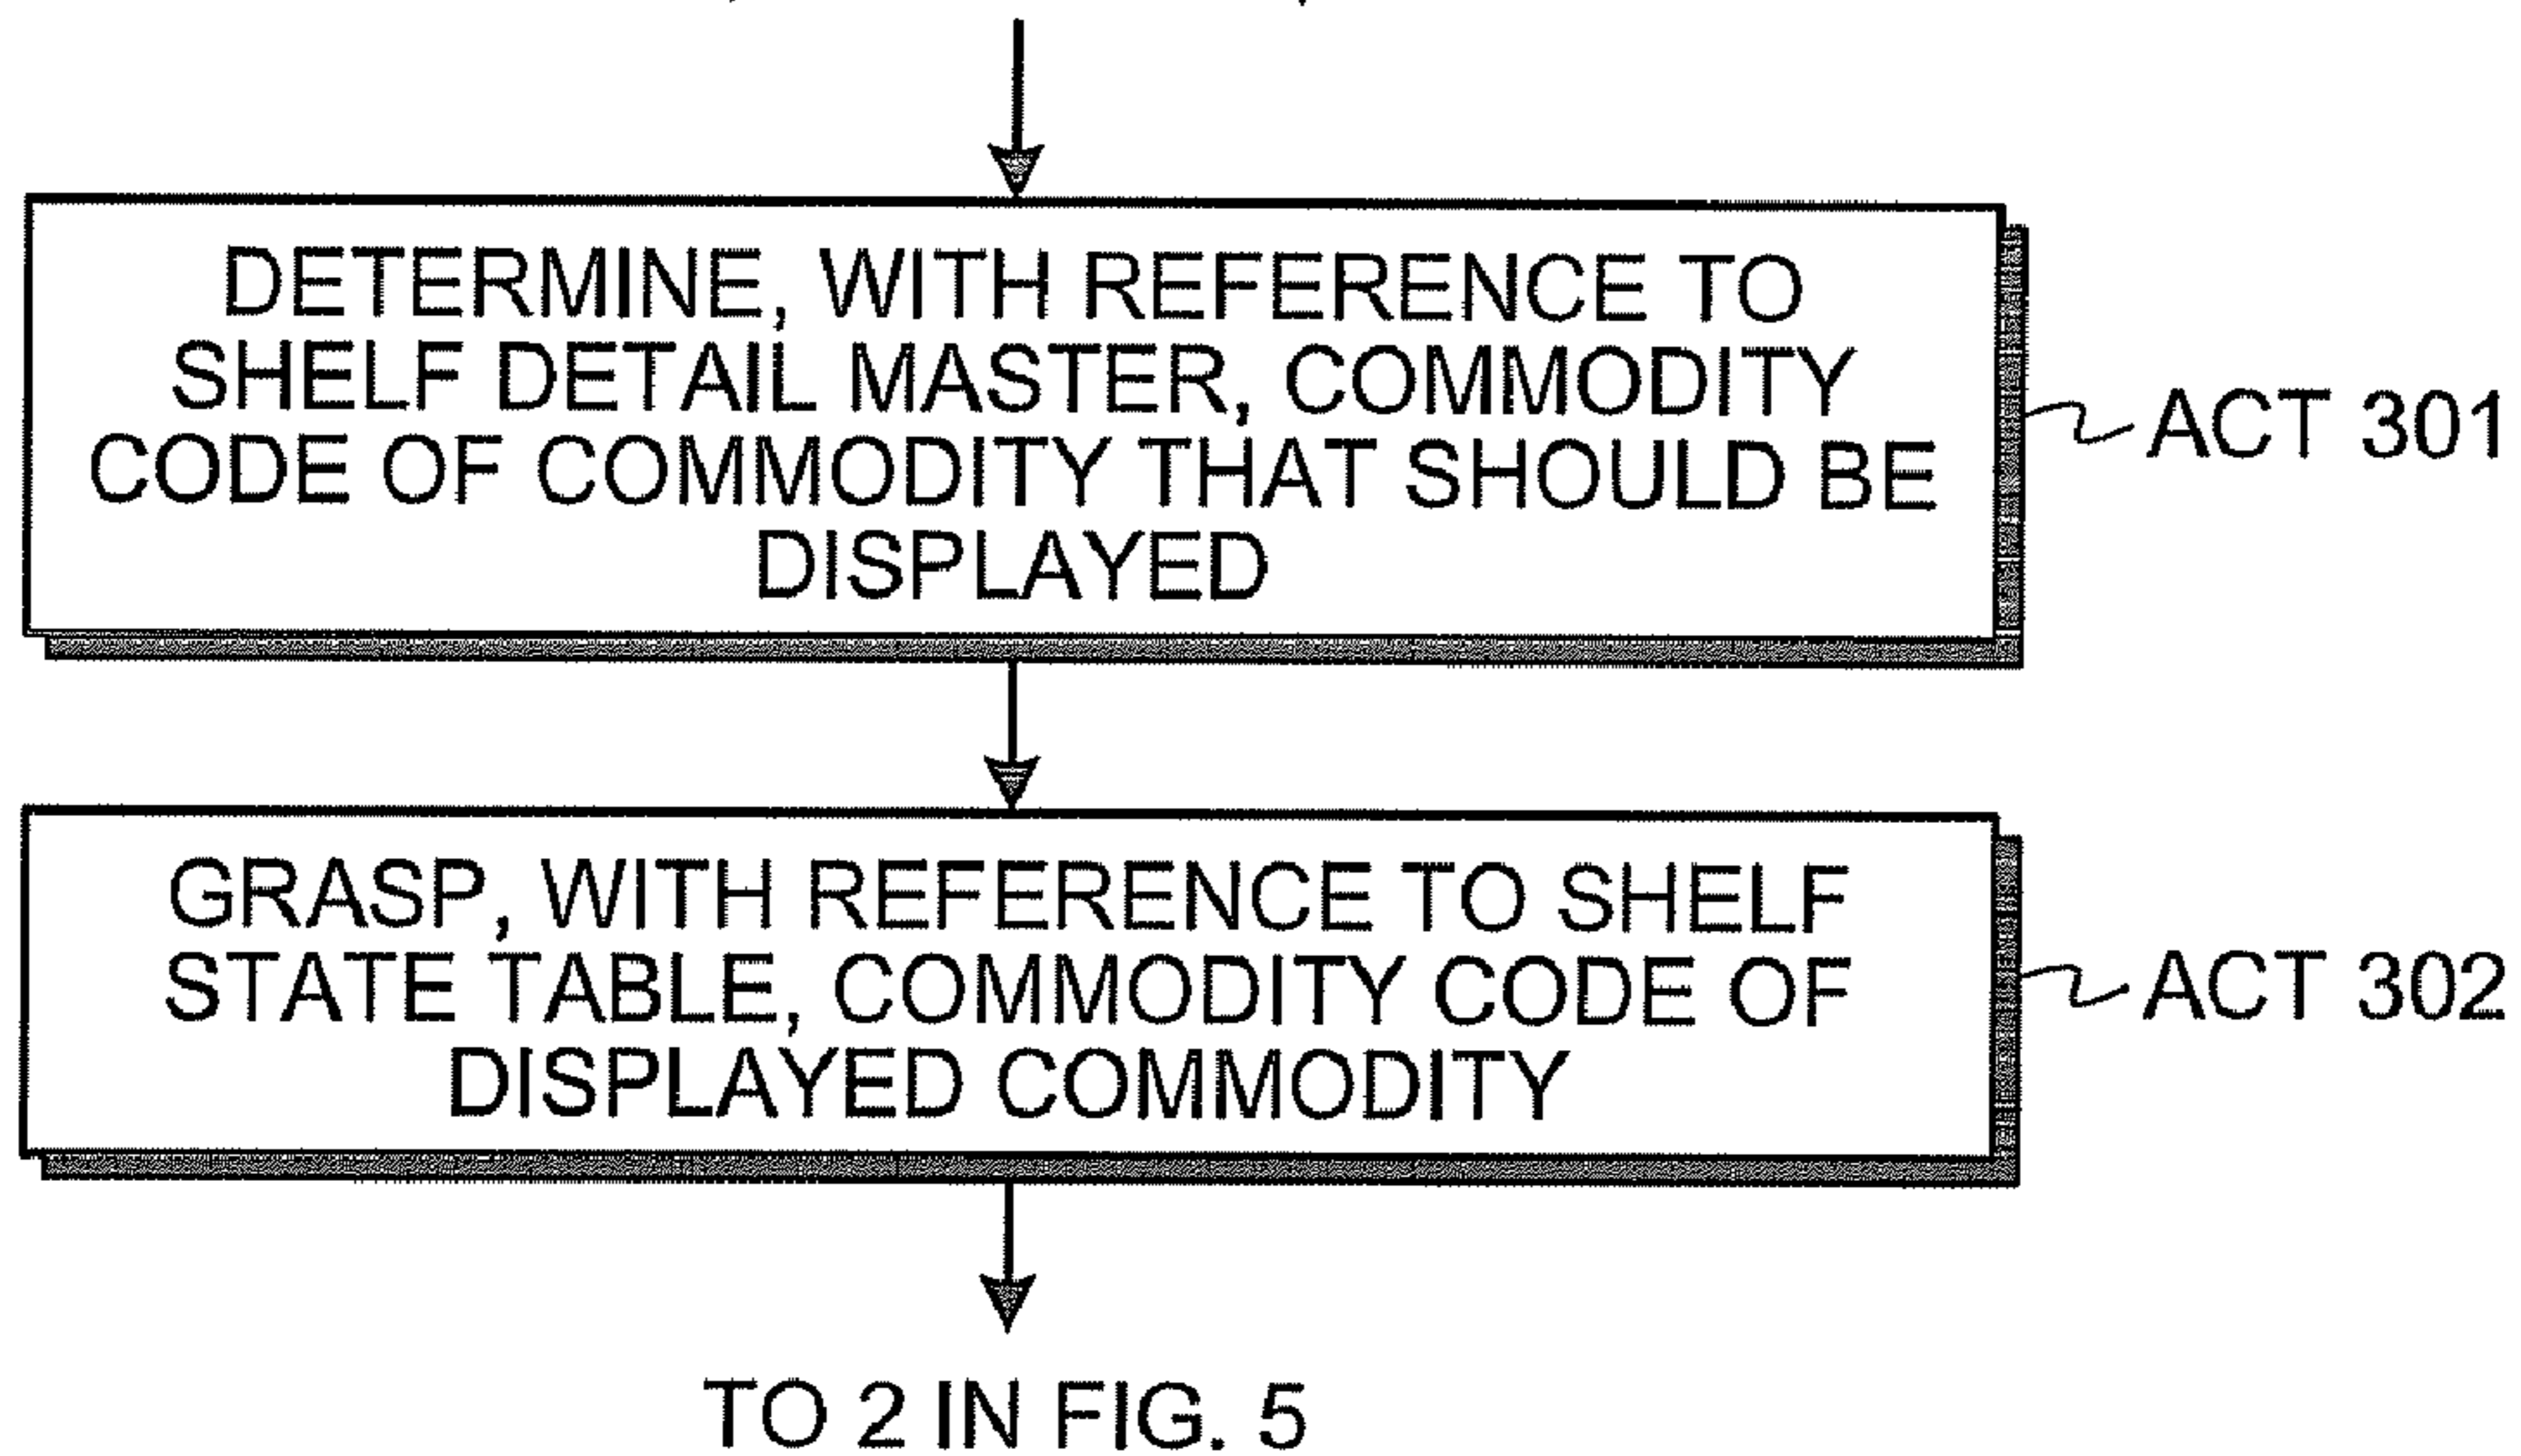 DETERMINE, WITH REFERENCE TO
SHELF DETAIL MASTER, COMMODITY
CODE OF COMMODITY THAT SHOULD BE
DISPLAYED
ACT 301
GRASP, WITH REFERENCE TO SHELF
STATE TABLE, COMMODITY CODE OF
DISPLAYED COMMODITY
ACT 302
TO 2 IN FIG. 5